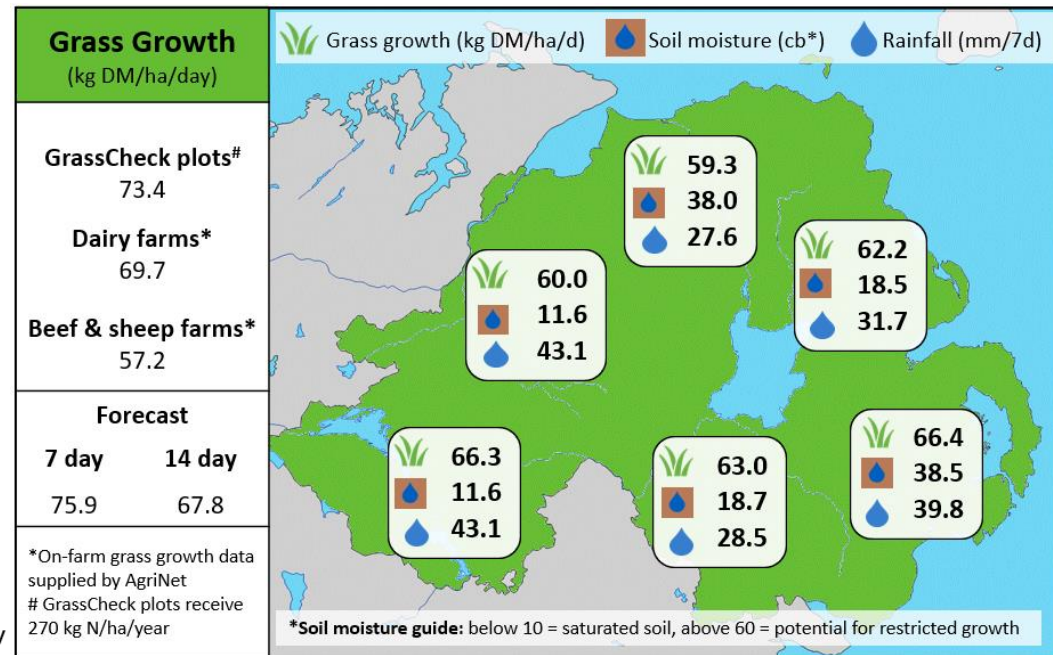 Grass Growth
(kg DM/ha/day)
GrassCheck plots#
73.4
Dairy farms*
69.7
Beef & sheep farms*
57.2
Forecast
7 day 14 day
75.9 67.8
*On-farm grass growth data
supplied by AgriNet
# GrassCheck plots receive
270 kg N/ha/year
y
Grass growth (kg DM/ha/d) Soil moisture (cb*) Rainfall (mm/7d)
59.3
38.0
27.6
62.2
18.5
31.7
60.0
11.6
43.1
66.3
11.6
43.1
63.0
18.7
28.5
66.4
38.5
39.8
*Soil moisture guide: below 10 = saturated soil, above 60 = potential for restricted growth